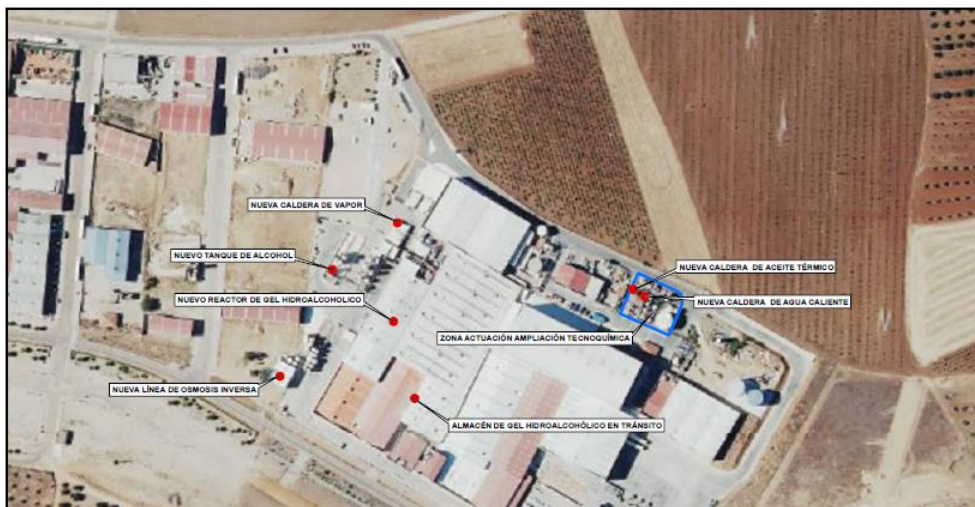 NUEVA CALDERA DE VAPOR
NUEVO TANQUE DE ALCOHOL
NUEVA CALDERA DE ACEITE TÉRMICO
NUEVO REACTOR DE GEL HIDROALCOHOLICO
NUEVA CALDERA DE AGUA CALIENTE
ZONA ACTUACIÓN AMPLIACIÓN TECNOQUÍMICA
NUEVA LÍNEA DE OSMOSIS INVERSA
ALMACÉN DE GEL HIDROALCOHÓLICO EN TRÁNSITO